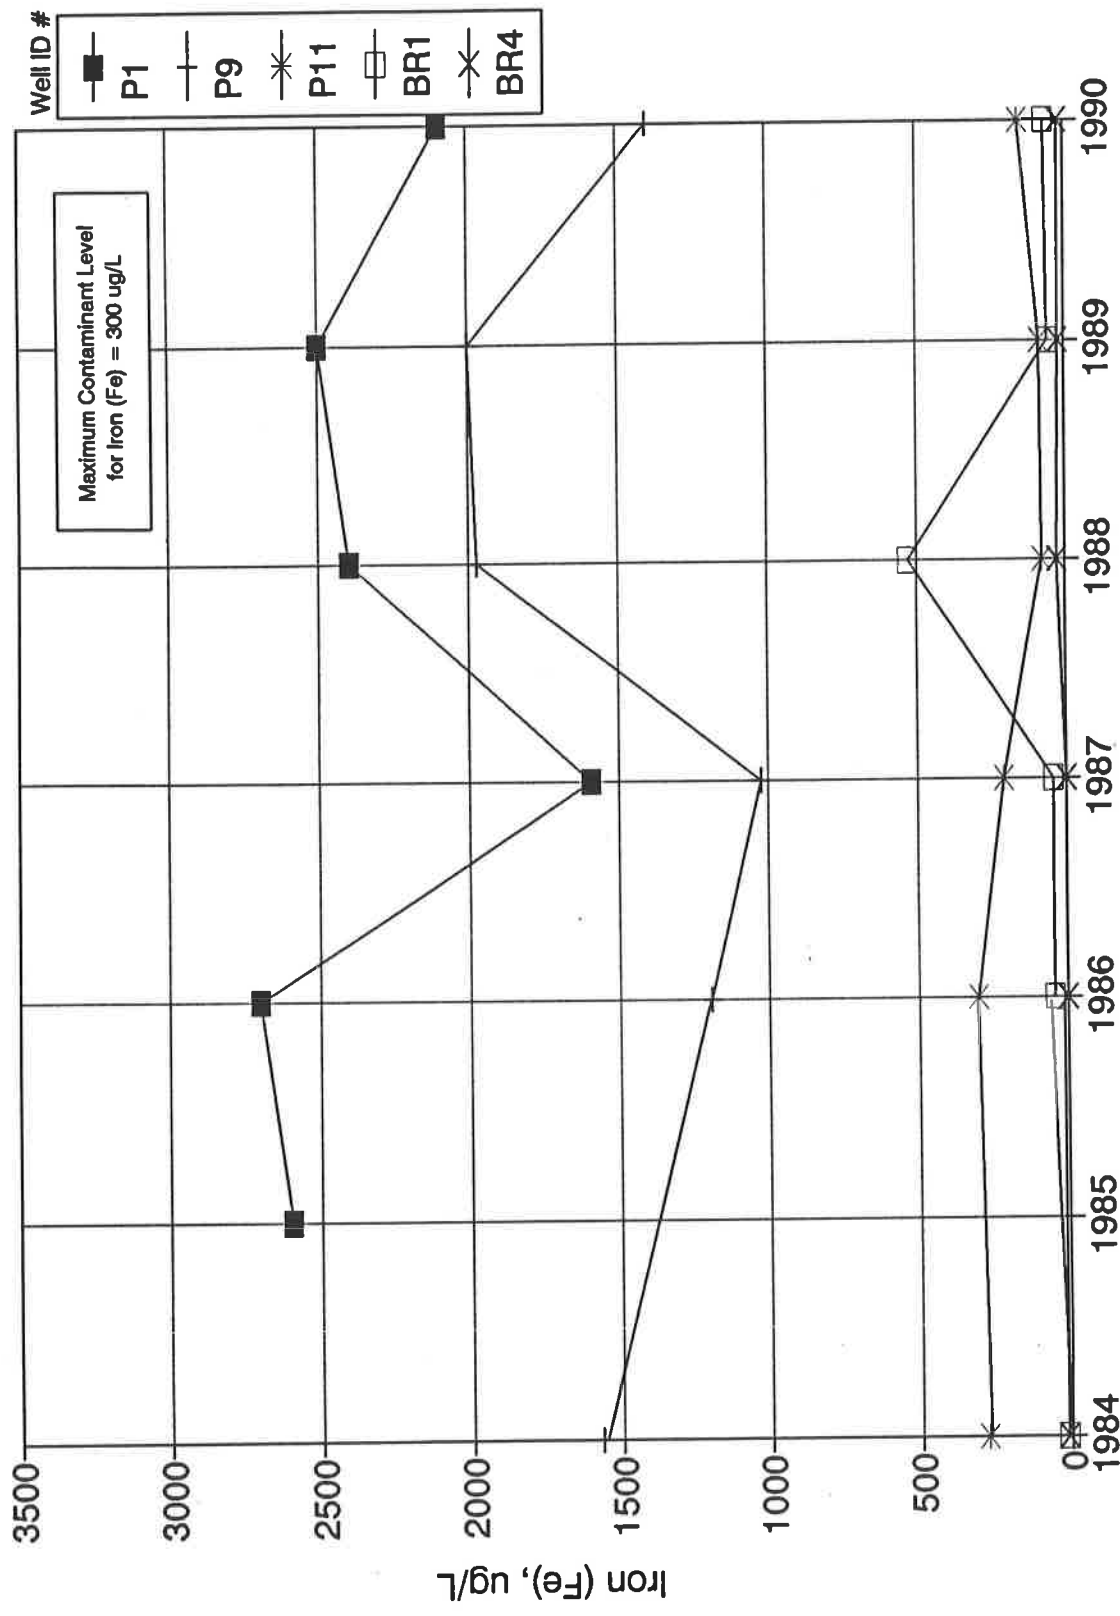 Well ID #
P1
P9
P11
BR1
BR4
Maximum Contaminant Level
for Iron (Fe) = 300 ug/L
Iron (Fe), ug/L
3500
3000
2500
2000
1500
1000
500
0
1984
1985
1986
1987
1988
1989
1990